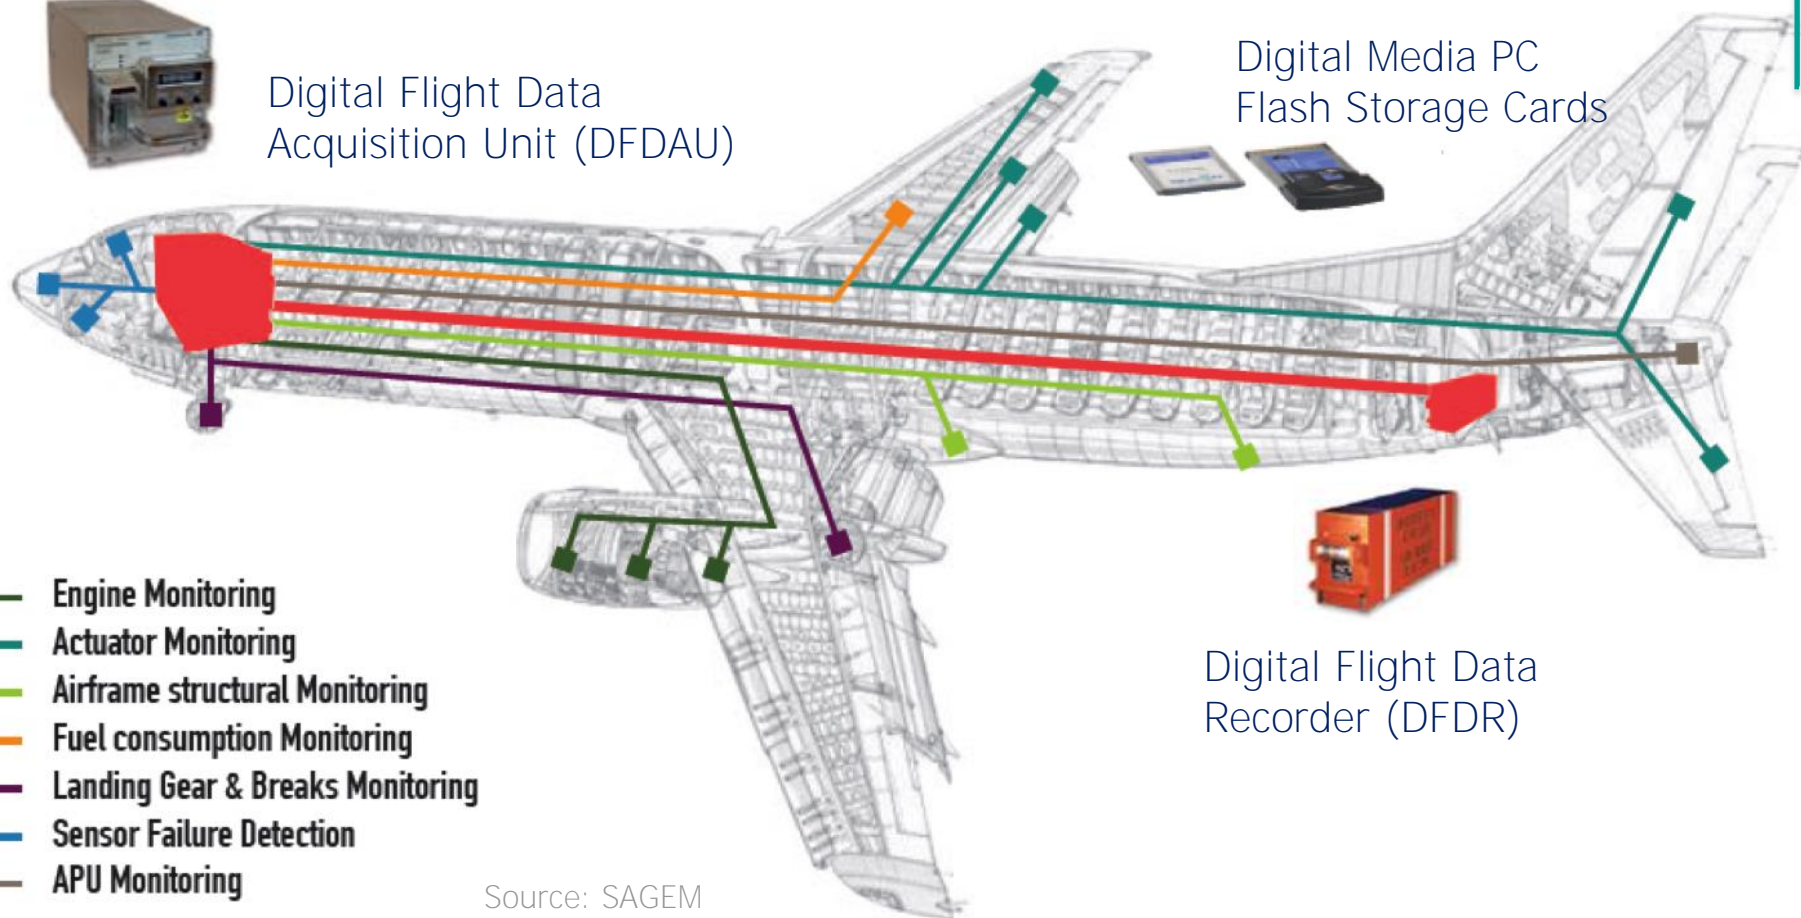 Digital Flight Data
Acquisition Unit (DFDAU)
Digital Media PC
Flash Storage Cards
Engine Monitoring
Actuator Monitoring
Airframe structural Monitoring
Fuel consumption Monitoring
Landing Gear & Breaks Monitoring
Sensor Failure Detection
APU Monitoring
Digital Flight Data
Recorder (DFDR)
Source: SAGEM